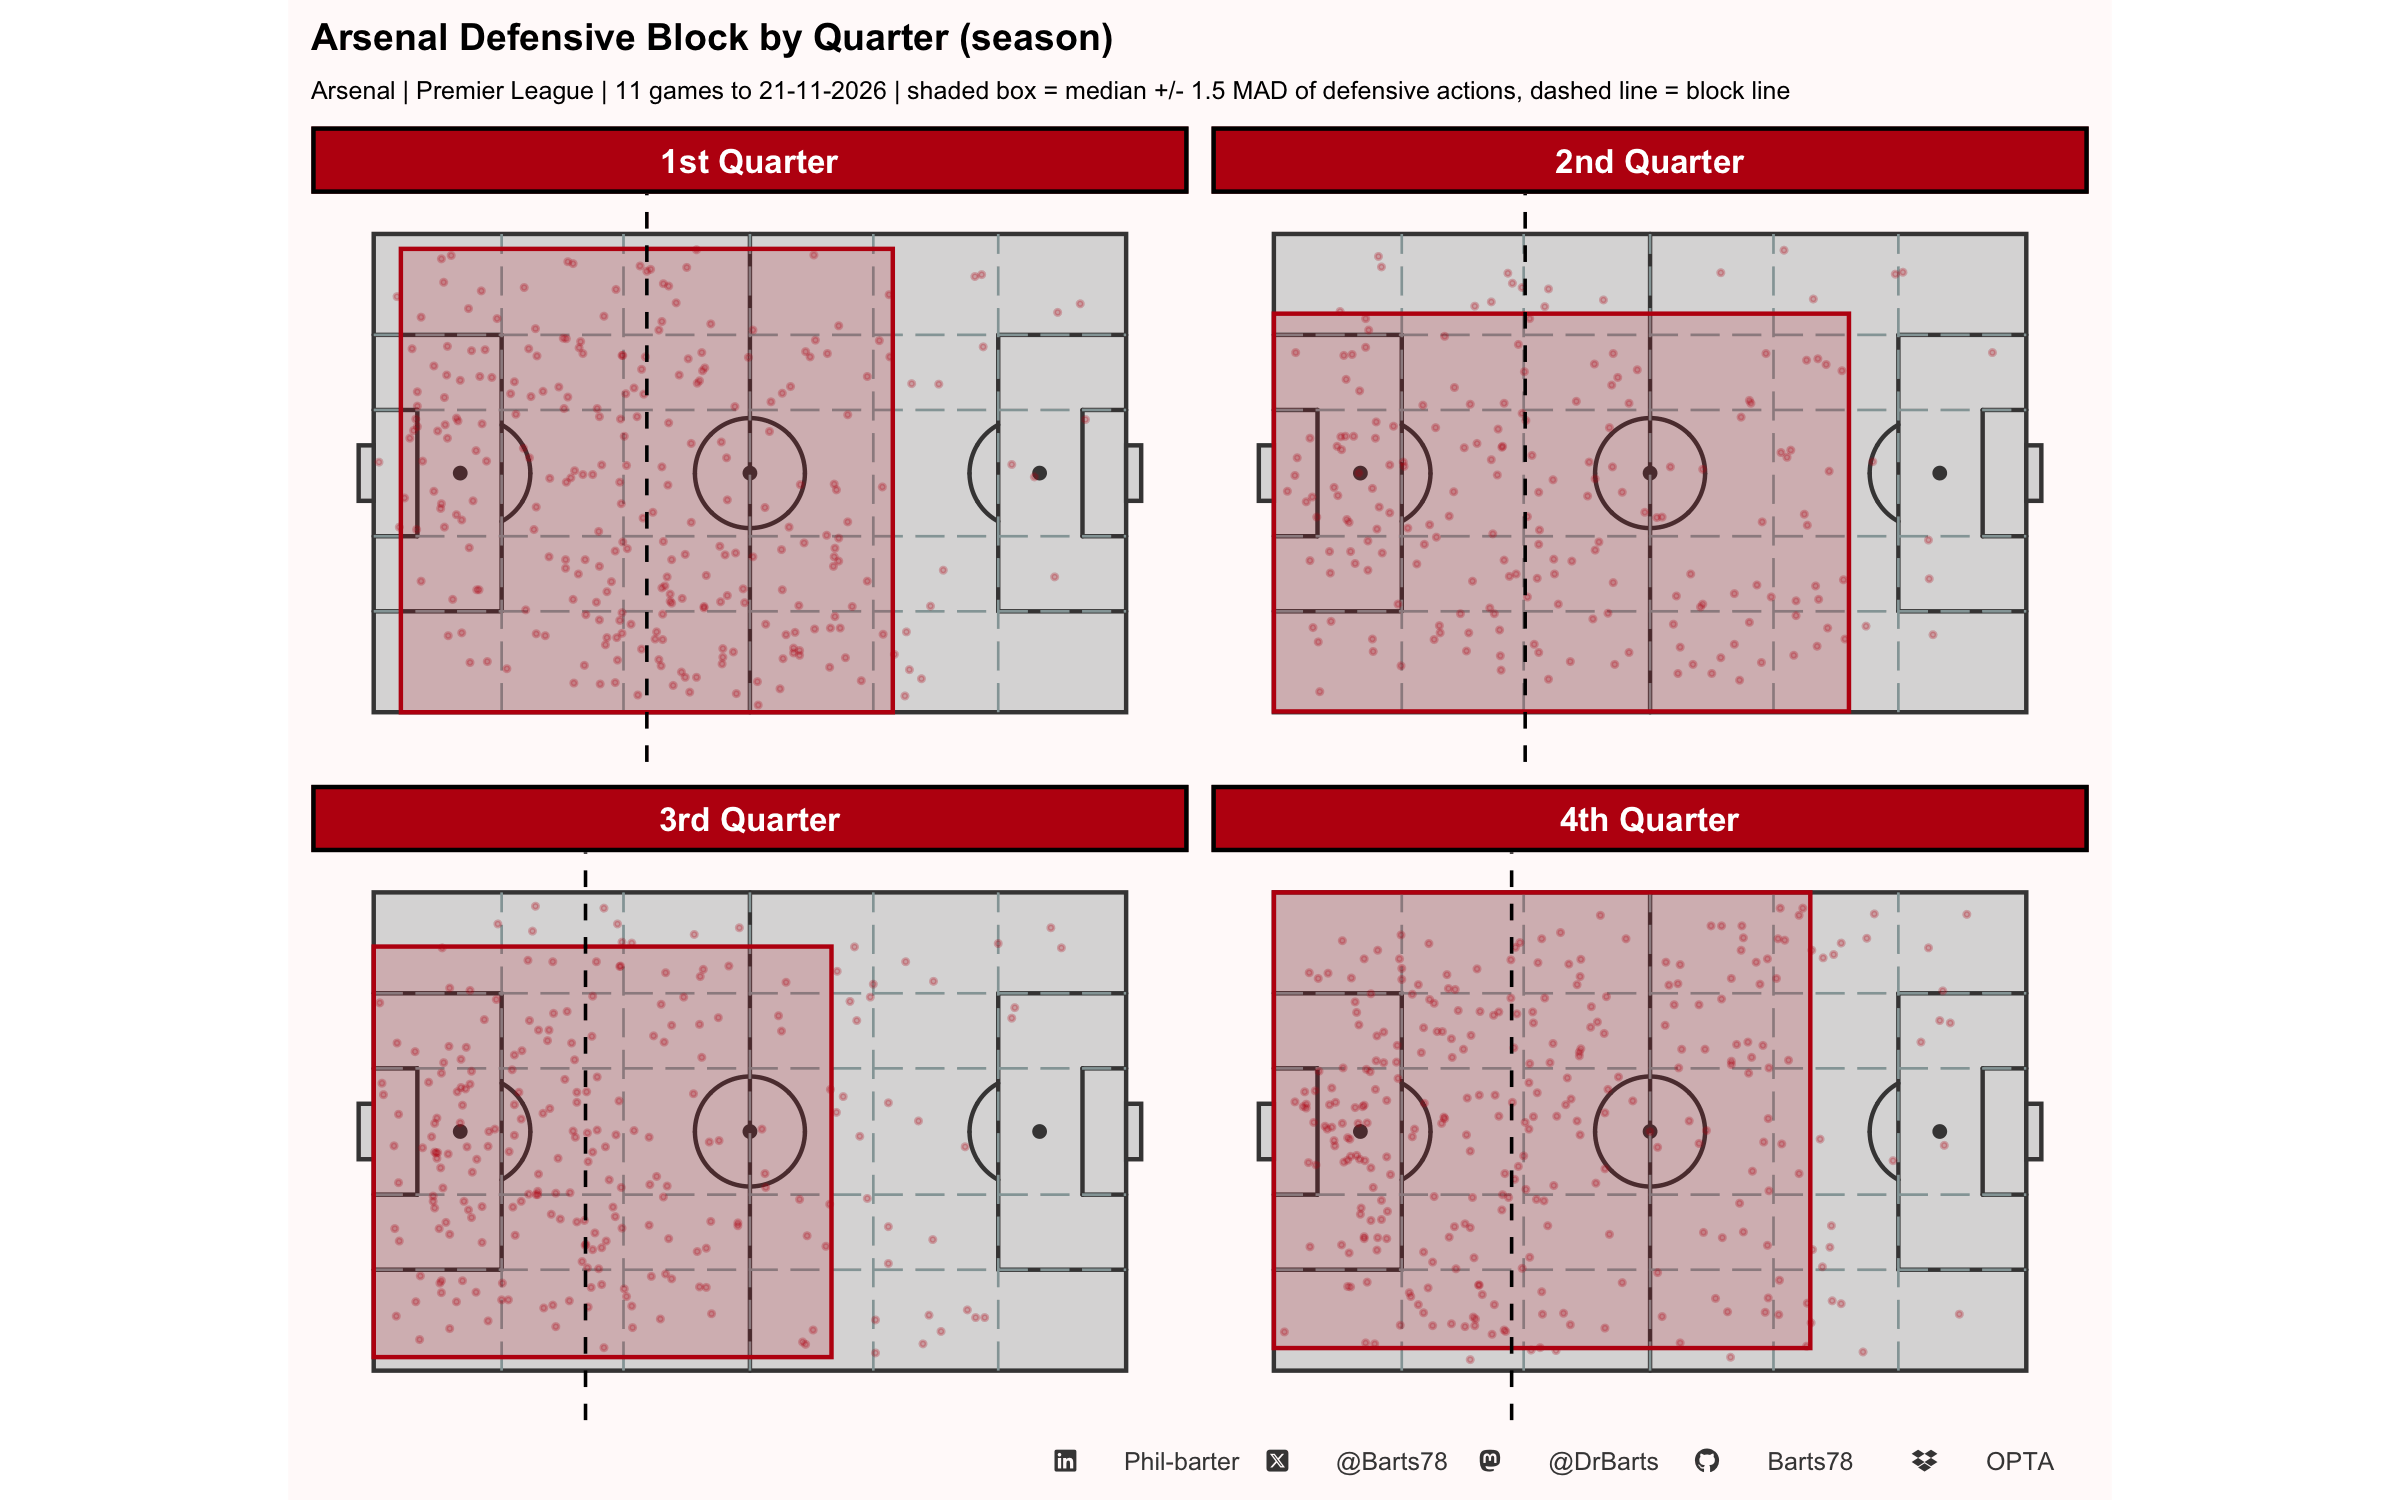 Arsenal Defensive Block by Quarter (season)
Arsenal | Premier League | 11 games to 21-11-2026 | shaded box = median +/- 1.5 MAD of defensive actions, dashed line = block line
1st Quarter
2nd Quarter
3rd Quarter
4th Quarter
Phil-barter @Barts78 @DrBarts Barts78 OPTA